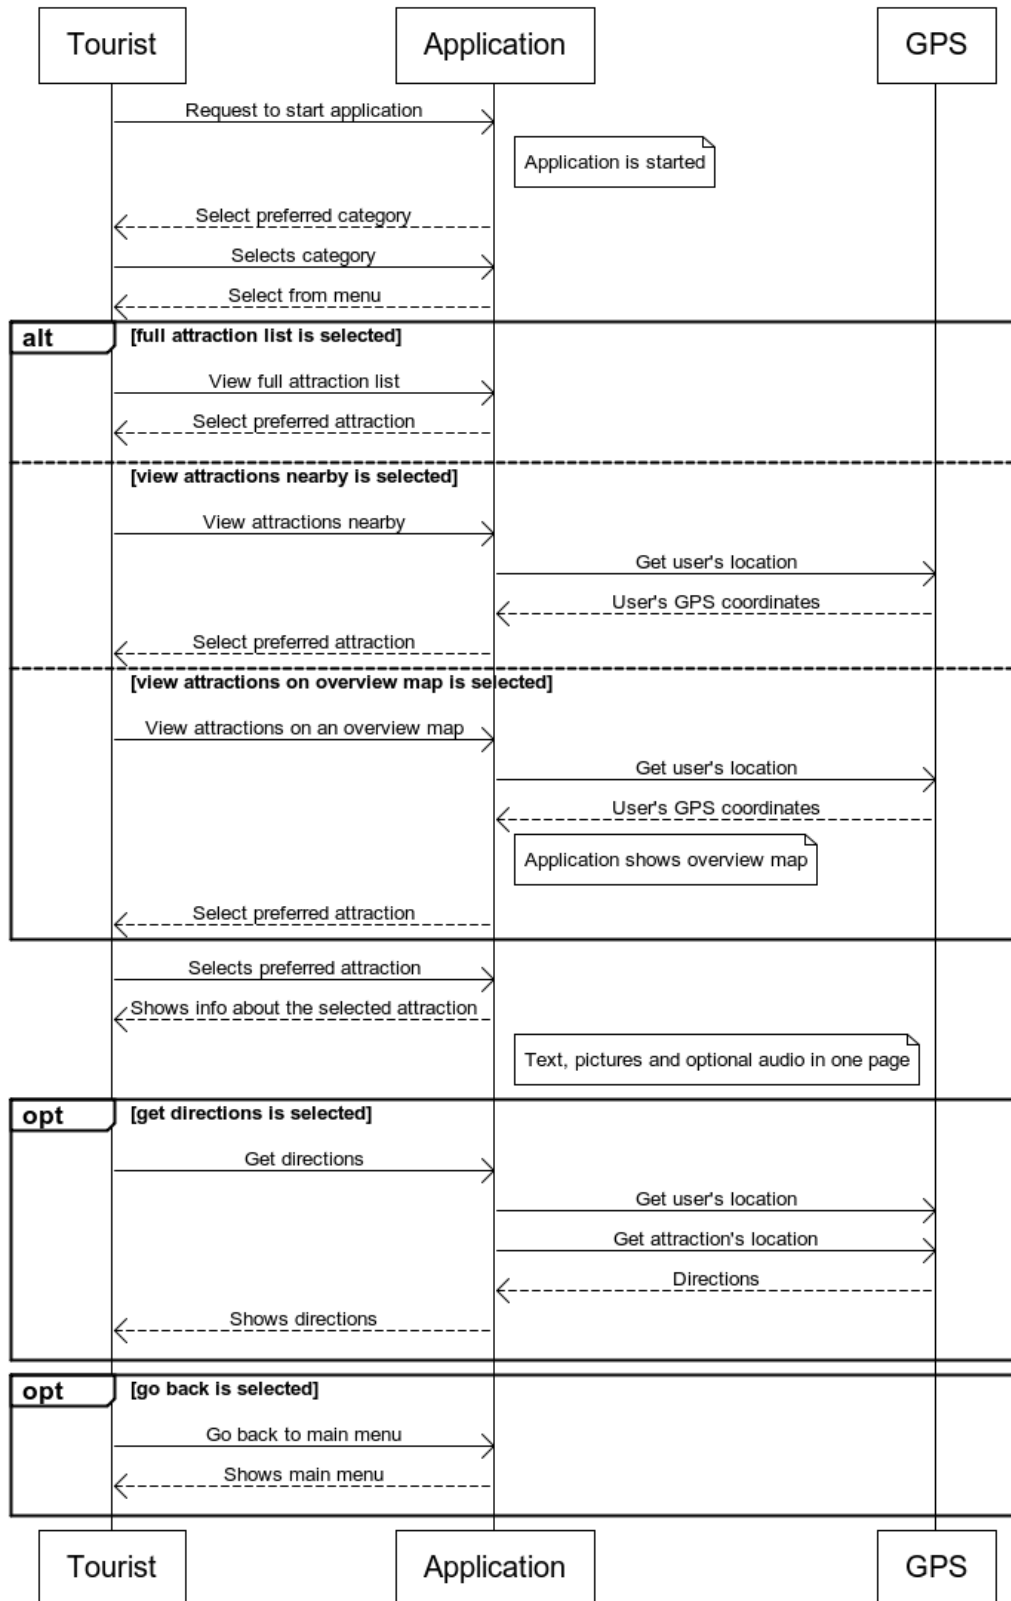 Tourist
Application
GPS
Request to start application
Application is started
Select preferred category
Selects category
Select from menu
alt
[full attraction list is selected]
View full attraction list
Select preferred attraction
[view attractions nearby is selected]
View attractions nearby
Get user's location
User's GPS coordinates
Select preferred attraction
[view attractions on overview map is selected]
View attractions on an overview map
Get user's location
User's GPS coordinates
Application shows overview map
Select preferred attraction
Selects preferred attraction
Shows info about the selected attraction
Text, pictures and optional audio in one page
opt
[get directions is selected]
Get directions
Get user's location
Get attraction's location
Directions
Shows directions
opt
[go back is selected]
Go back to main menu
Shows main menu
Tourist
Application
GPS